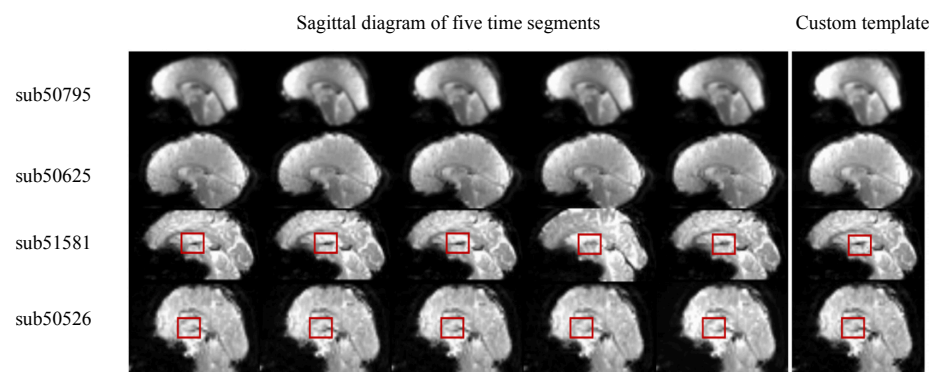 Sagittal diagram of five time segments
Custom template
sub50795
sub50625
sub51581
sub50526